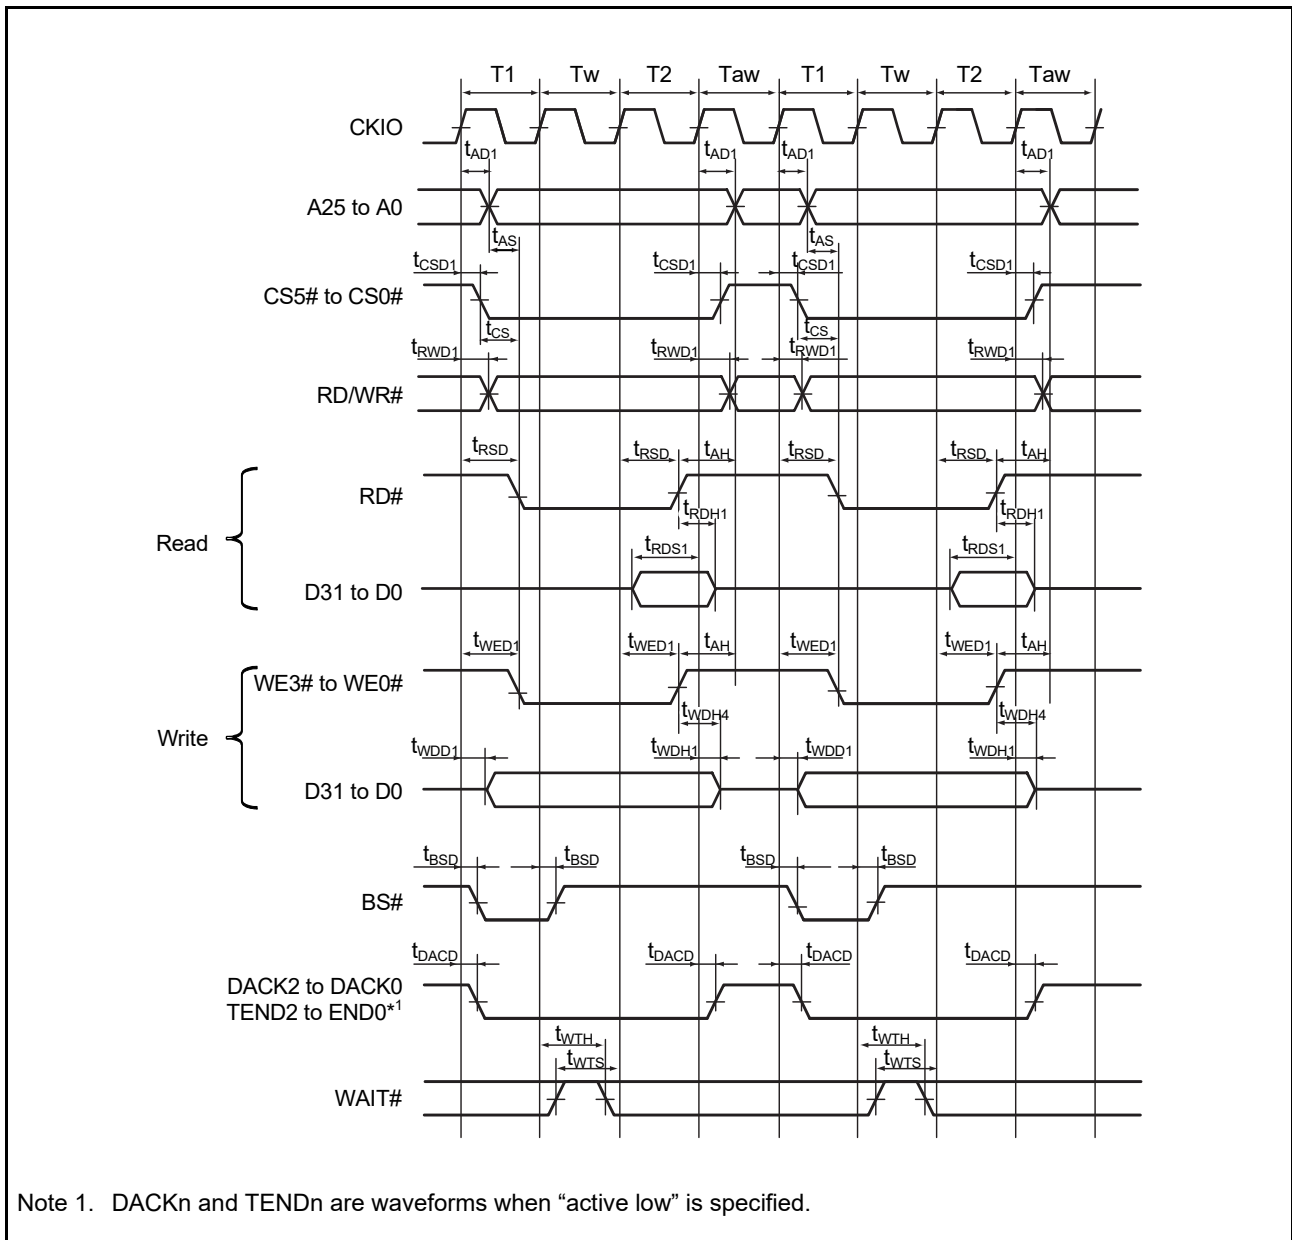 T1 Tw T2 Taw T1 Tw T2 Taw
CKIO
tAD1 tAD1 tAD1 tAD1
A25 to A0
tAS tAS
tCSD1 tCSD1 tCSD1 tCSD1
CS5# to CS0#
tCS tCS
tRWD1 tRWD1 tRWD1 tRWD1
RD/WR#
tRSD tRSD tAH tRSD tRSD tAH
RD#
tRDH1 tRDH1
Read
tRDS1 tRDS1
D31 to D0
tWED1 tWED1 tAH tWED1 tWED1 tAH
WE3# to WE0#
tWDH4 tWDH4
Write
tWDD1 tWDH1 tWDD1 tWDH1
D31 to D0
tBSD tBSD tBSD tBSD
BS#
tDACD tDACD tDACD tDACD
DACK2 to DACK0
TEND2 to END0*1
tWTH tWTH
tWTS tWTS
WAIT#
Note 1. DACKn and TENDn are waveforms when “active low” is specified.